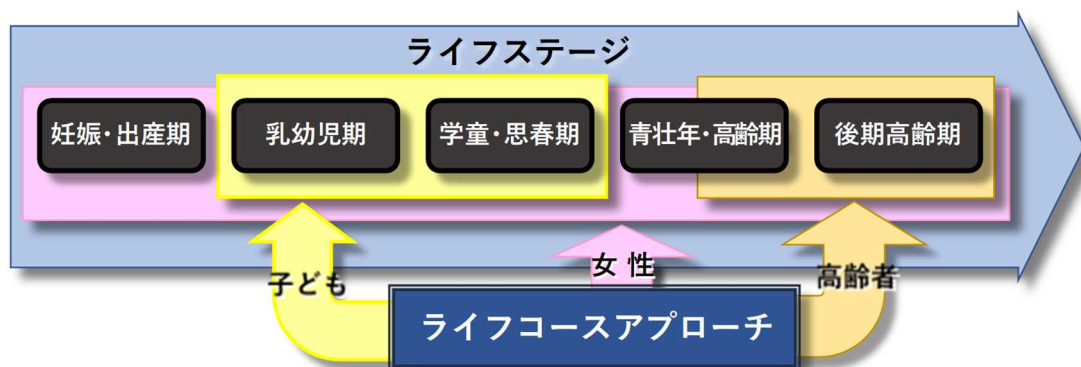 ライフステージ
妊娠・出産期
乳幼児期
学童・思春期
青壮年・高齢期
後期高齢期
子ども
女性
高齢者
ライフコースアプローチ